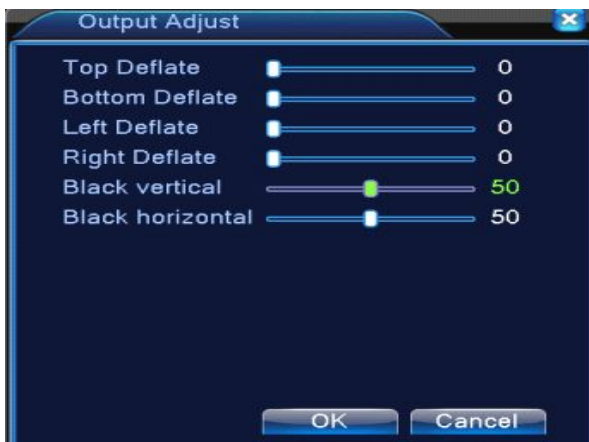 Output Adjust
Top Deflate 0
Bottom Deflate 0
Left Deflate 0
Right Deflate 0
Black vertical 50
Black horizontal 50
OK Cancel